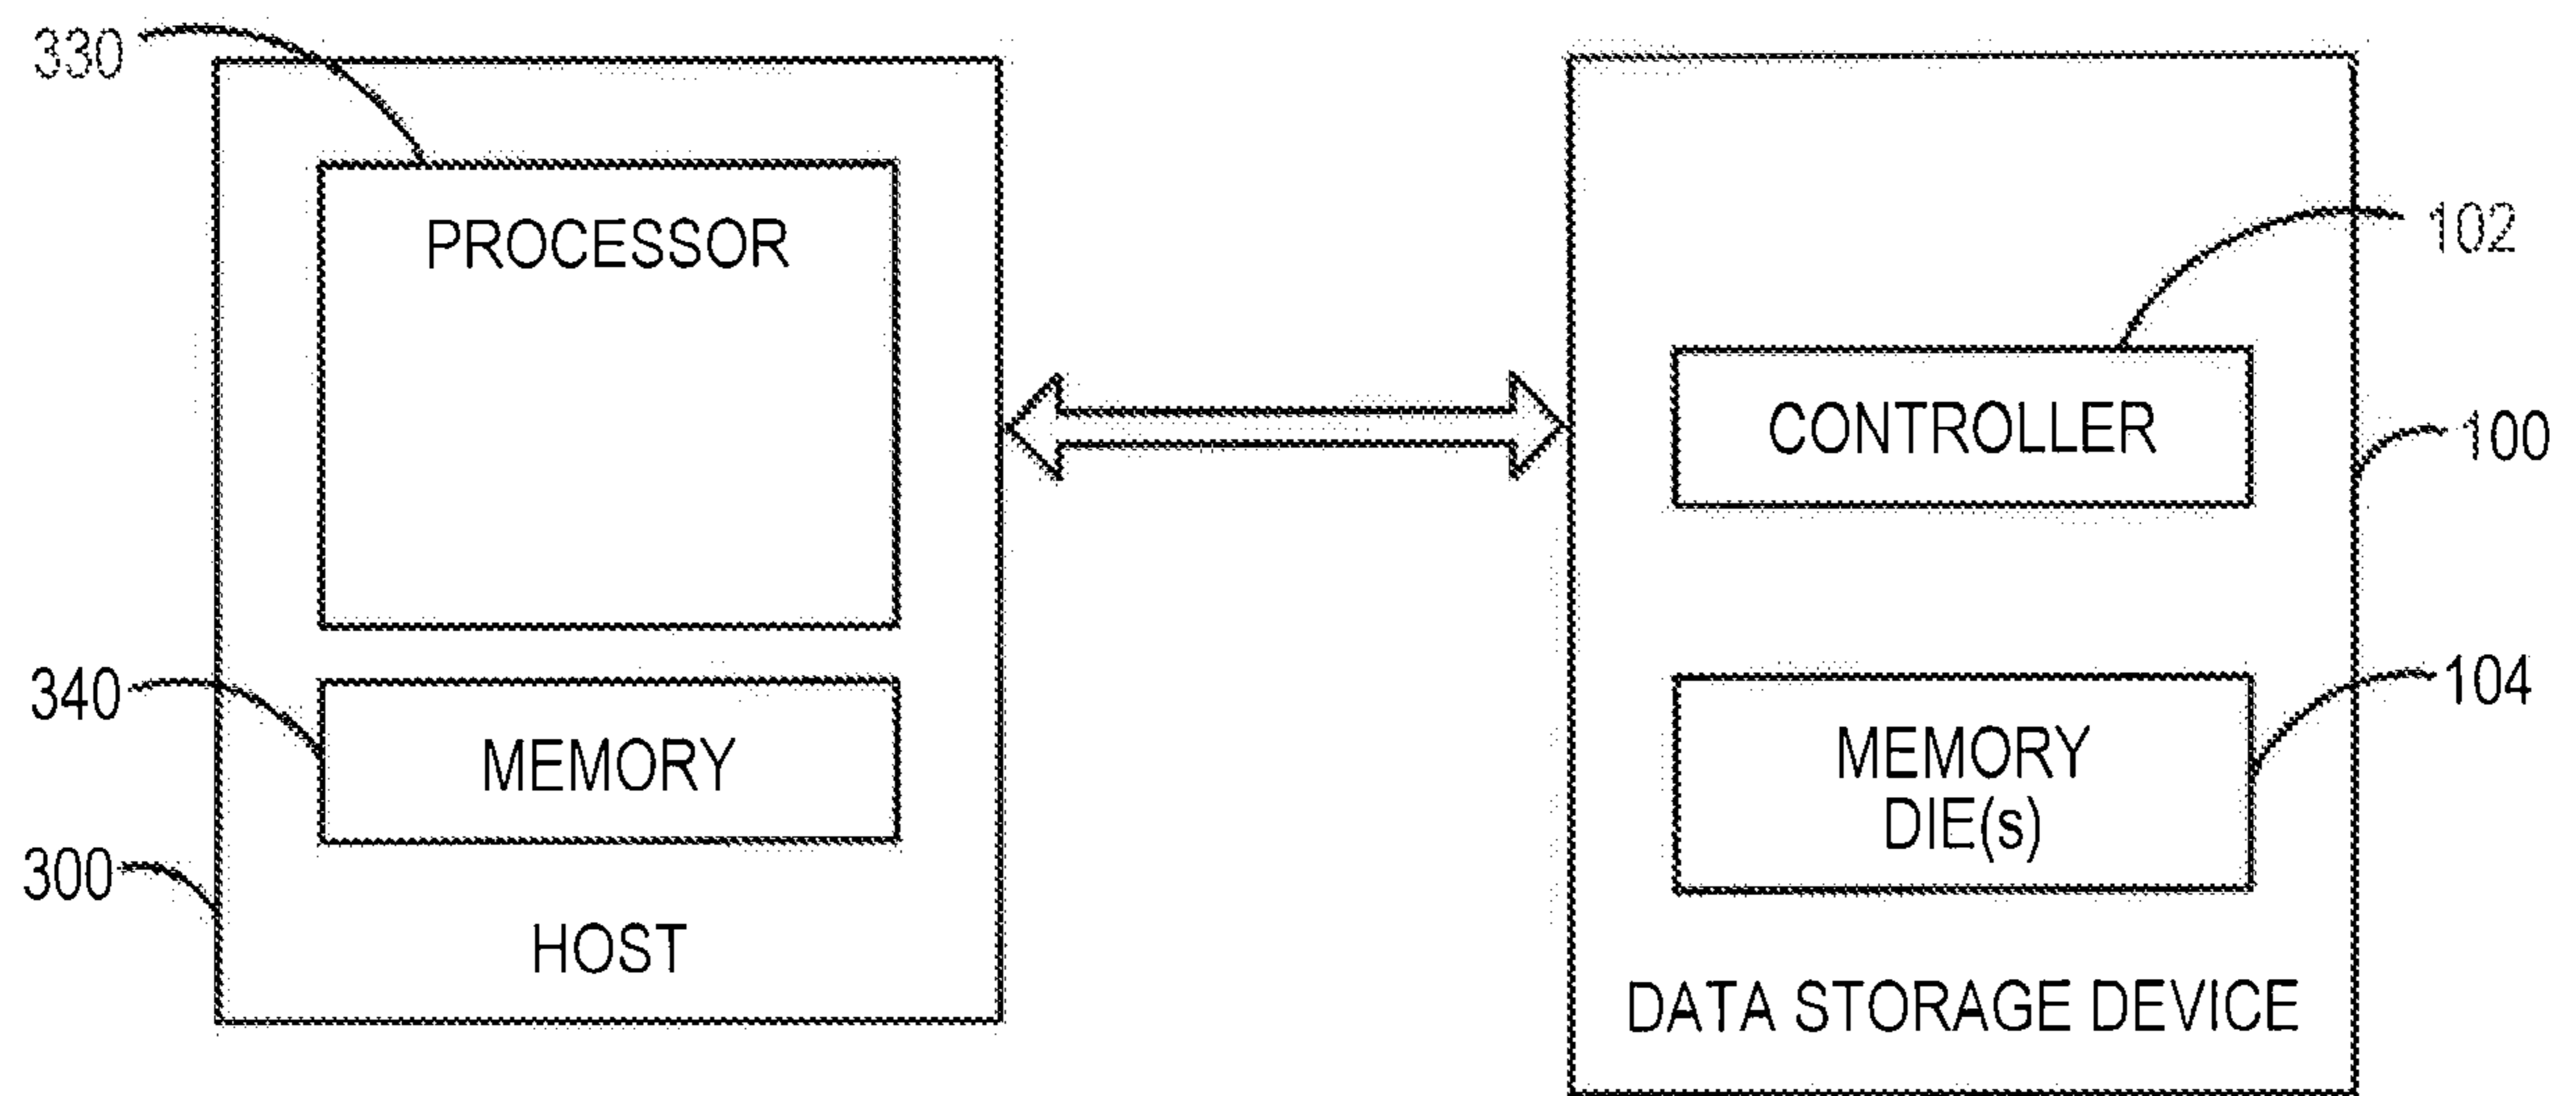 330
PROCESSOR
340
MEMORY
300
HOST
102
CONTROLLER
100
104
MEMORY
DIE(s)
DATA STORAGE DEVICE